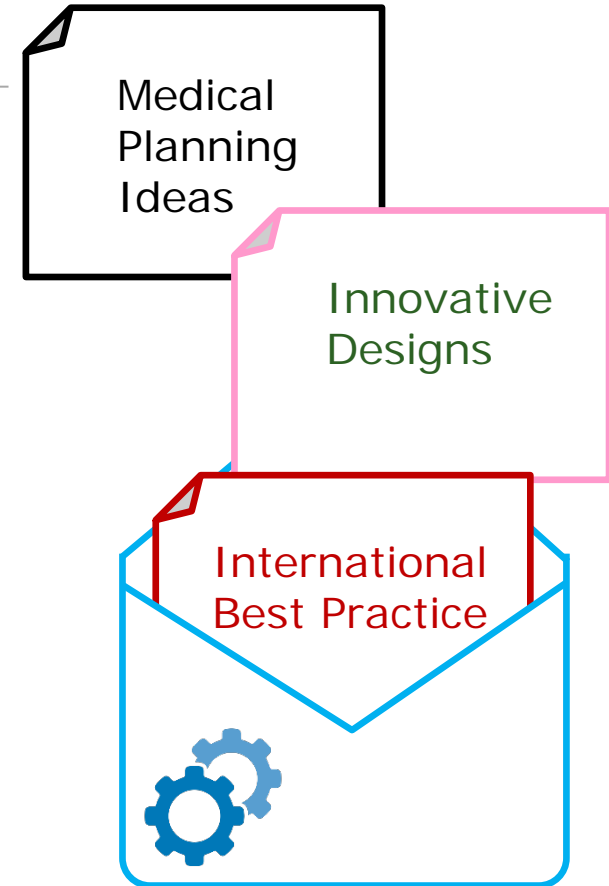 Medical
Planning
Ideas
Innovative
Designs
International
Best Practice